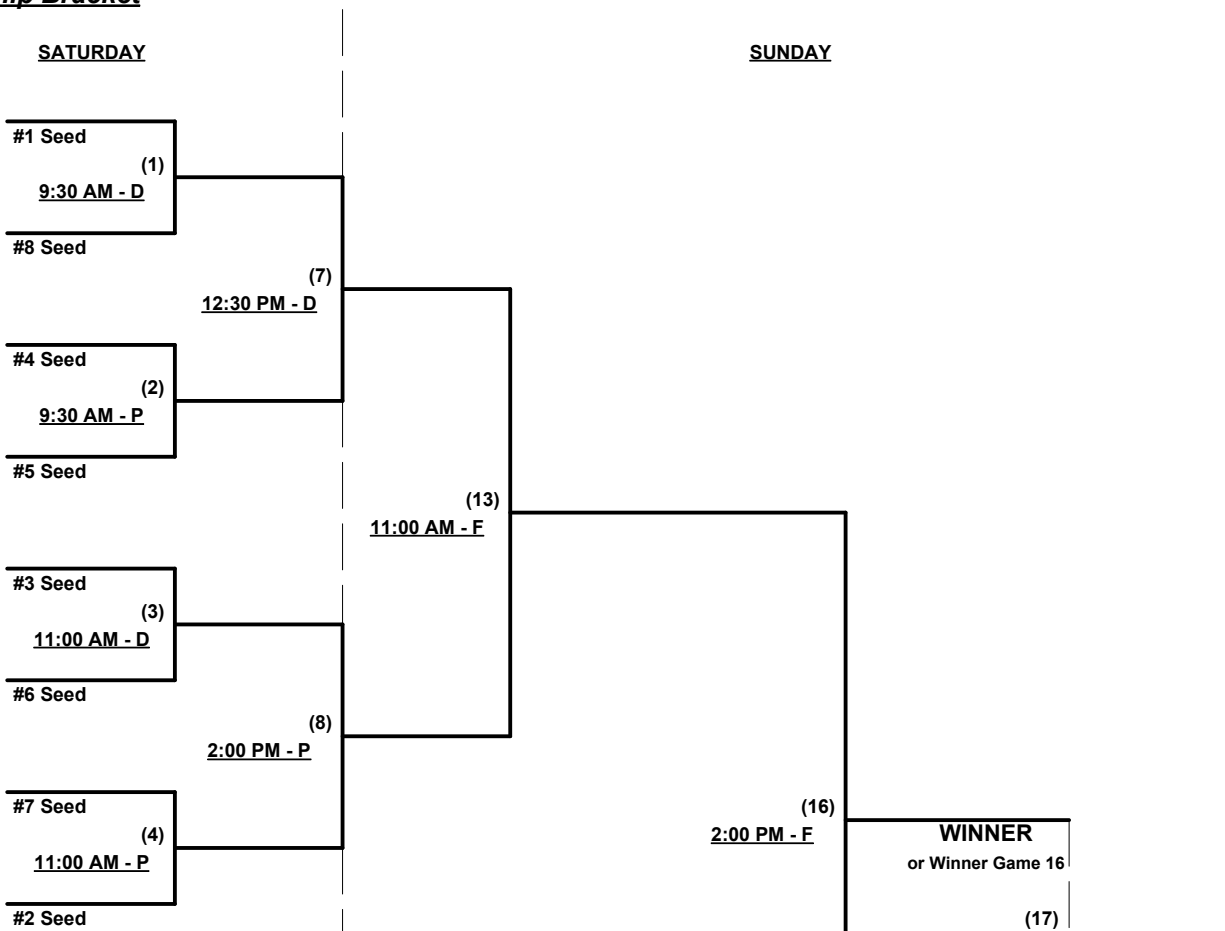 Bracket
SATURDAY
SUNDAY
#1 Seed
(1)
9:30 AM - D
#8 Seed
(7)
12:30 PM - D
#4 Seed
(2)
9:30 AM - P
#5 Seed
(13)
11:00 AM - F
#3 Seed
(3)
11:00 AM - D
#6 Seed
(8)
2:00 PM - P
#7 Seed
(4)
11:00 AM - P
#2 Seed
(16)
2:00 PM - F
WINNER
or Winner Game 16
(17)